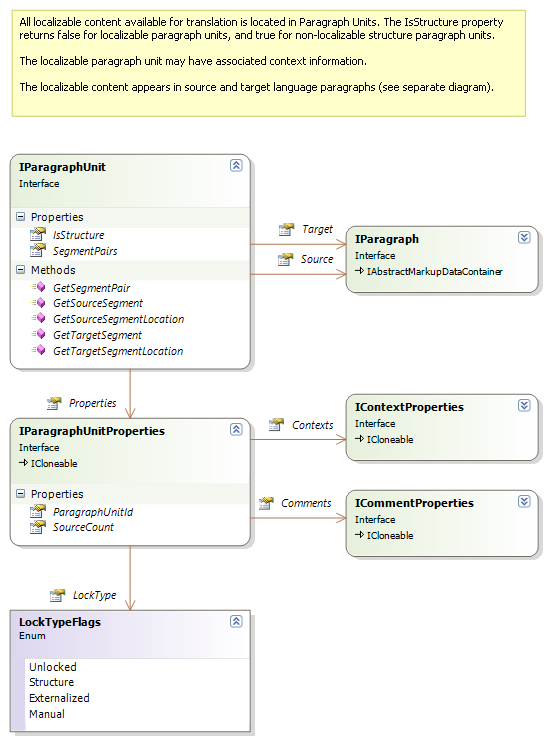 All localizable content available for translation is located in Paragraph Units. The IsStructure property
returns false for localizable paragraph units, and true for non-localizable structure paragraph units.
The localizable paragraph unit may have associated context information.
The localizable content appears in source and target language paragraphs (see separate diagram).
IParagraphUnit
Interface
Properties
IsStructure
SegmentPairs
Methods
GetSegmentPair
GetSourceSegment
GetSourceSegmentLocation
GetTargetSegment
GetTargetSegmentLocation
Target
Source
IParagraph
Interface
IAbstractMarkupDataContainer
Properties
IParagraphUnitProperties
Interface
ICloneable
Properties
ParagraphUnitId
SourceCount
Contexts
IContextProperties
Interface
ICloneable
Comments
ICommentProperties
Interface
ICloneable
LockType
LockTypeFlags
Enum
Unlocked
Structure
Externalized
Manual